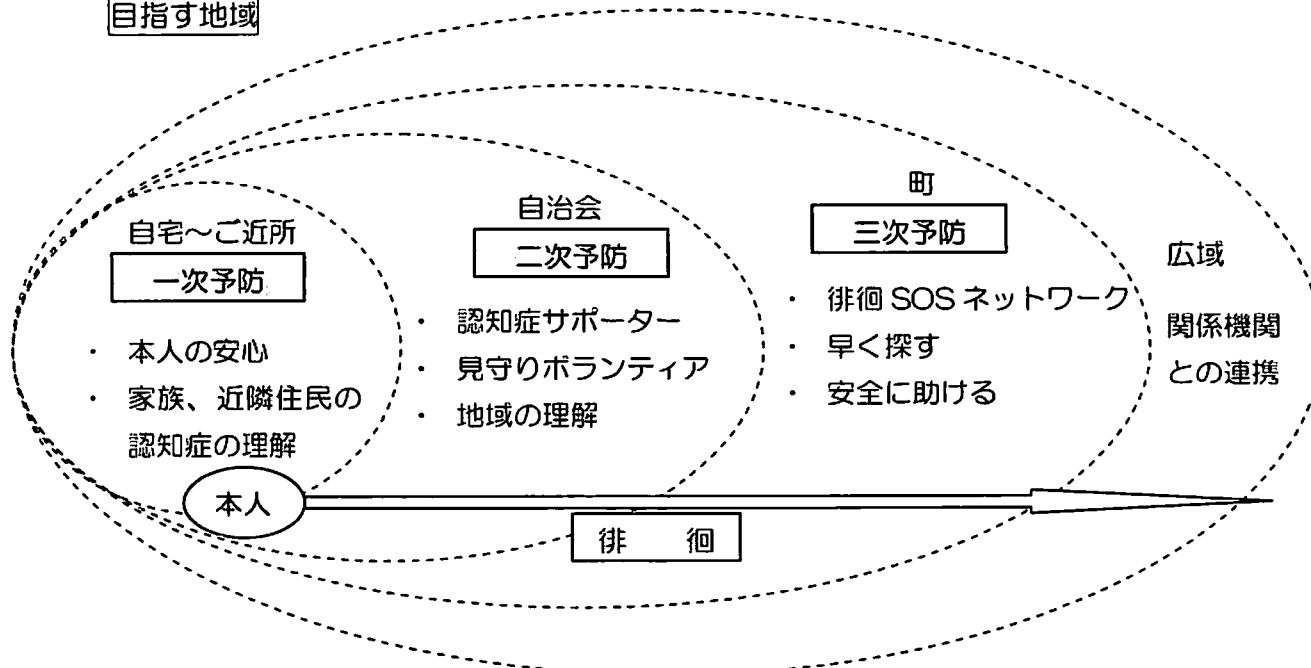 目指す地域
自宅~ご近所
一次予防
・ 本人の安心
・ 家族、近隣住民の
認知症の理解
自治会
二次予防
・ 認知症サポーター
・ 見守りボランティア
・ 地域の理解
町
三次予防
・ 徘徊 SOS ネットワーク
・ 早く探す
・ 安全に助ける
広域
関係機関
との連携
本人
徘 徊